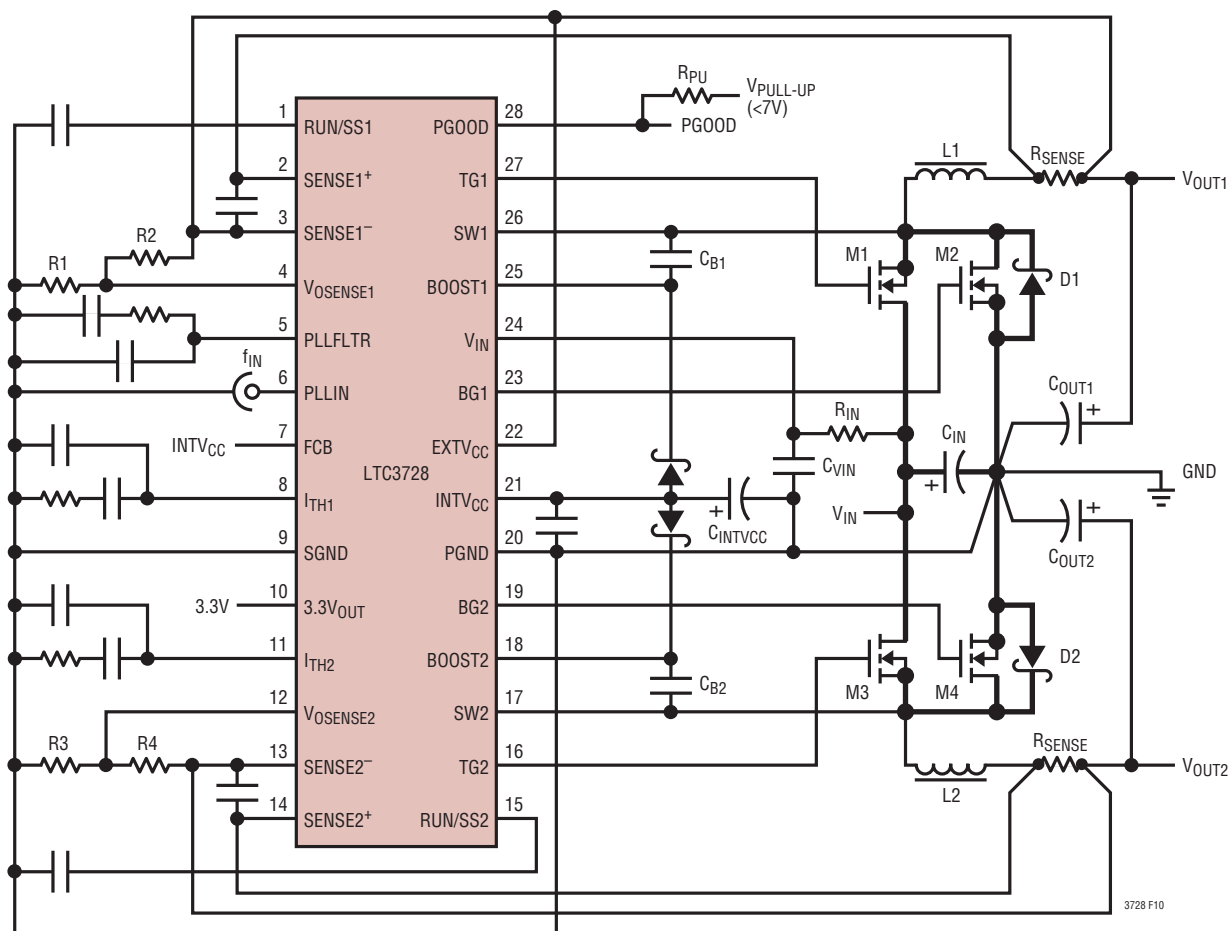 R_PU
V_PULL-UP
(<7V)
PGOOD
1
RUN/SS1
PGOOD
28
2
SENSE1+
TG1
27
L1
R_SENSE
V_OUT1
3
SENSE1–
SW1
26
R2
R1
C_B1
M1
M2
D1
4
V_OSENSE1
BOOST1
25
5
PLLFLTR
V_IN
24
f_IN
6
PLLIN
BG1
23
C_OUT1
+
R_IN
C_IN
7
INTV_CC
FCB
EXTV_CC
22
C_VIN
LTC3728
8
I_TH1
INTV_CC
21
+
C_INTVCC
+
V_IN
GND
9
SGND
PGND
20
+
C_OUT2
10
3.3V
3.3V_OUT
BG2
19
11
I_TH2
BOOST2
18
C_B2
M3
M4
D2
12
V_OSENSE2
SW2
17
R3
R4
13
SENSE2–
TG2
16
L2
R_SENSE
V_OUT2
14
SENSE2+
RUN/SS2
15
3728 F10